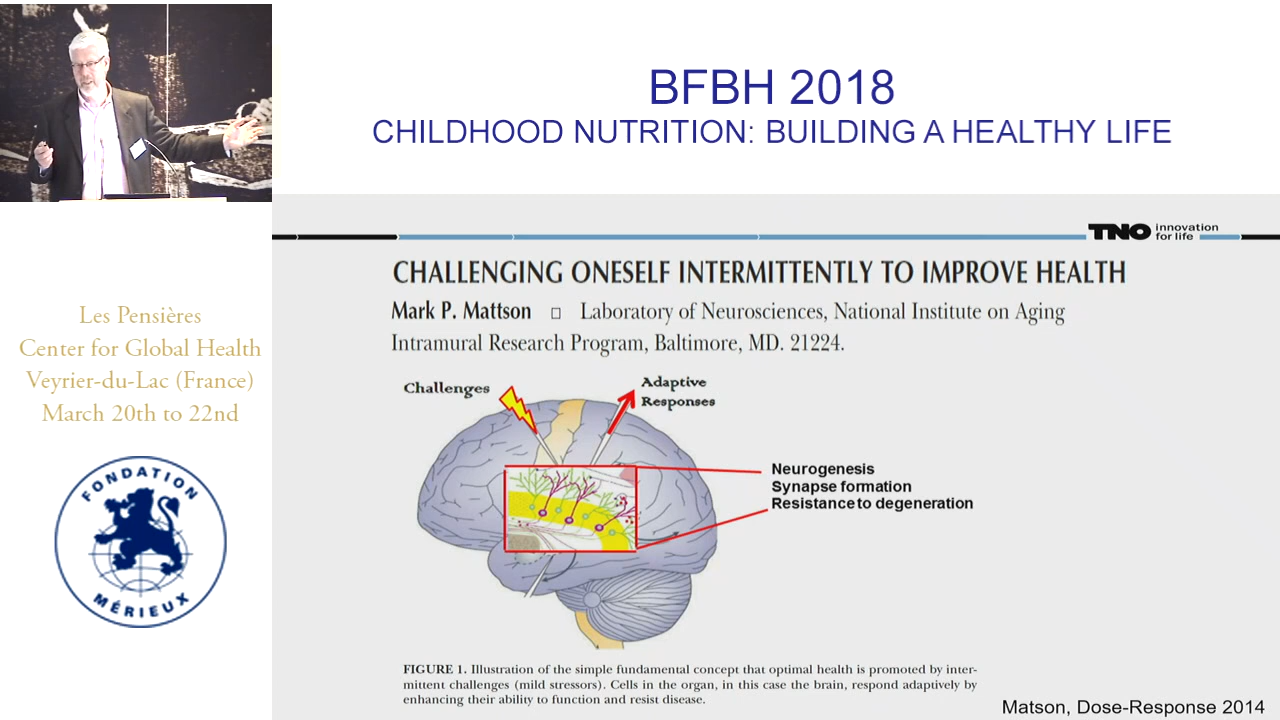 BFBH 2018
CHILDHOOD NUTRITION: BUILDING A HEALTHY LIFE
Les Pensières
Center for Global Health
Veyrier-du-Lac (France)
March 20th to 22nd
FONDATION
MÉRIEUX
TNO innovation
for life
CHALLENGING ONESELF INTERMITTENTLY TO IMPROVE HEALTH
Mark P. Mattson □ Laboratory of Neurosciences, National Institute on Aging
Intramural Research Program, Baltimore, MD. 21224.
Challenges
Adaptive
Responses
Neurogenesis
Synapse formation
Resistance to degeneration
FIGURE 1. Illustration of the simple fundamental concept that optimal health is promoted by inter-
mittent challenges (mild stressors). Cells in the organ, in this case the brain, respond adaptively by
enhancing their ability to function and resist disease.
Matson, Dose-Response 2014